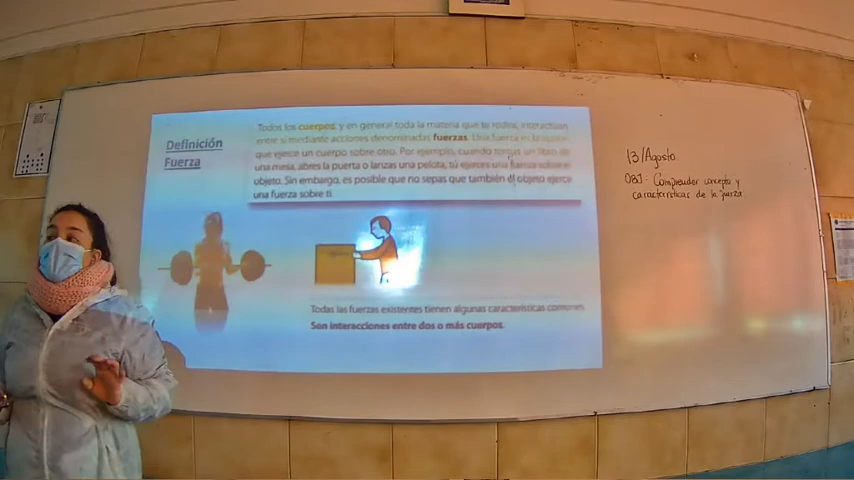 Definición
Fuerza
Todos los cuerpos, y en general toda la materia que te rodea, interactúan
entre sí mediante acciones denominadas fuerzas. Una fuerza es la acción
que ejerce un cuerpo sobre otro. Por ejemplo, cuando tomas un libro de
una mesa, abres la puerta o lanzas una pelota, tú ejerces una fuerza sobre el
objeto. Sin embargo, es posible que no sepas que también el objeto ejerce
una fuerza sobre ti.
Todas las fuerzas existentes tienen algunas características comunes
Son interacciones entre dos o más cuerpos.
13/Agosto
OBJ: Comprender concepto y
características de la fuerza